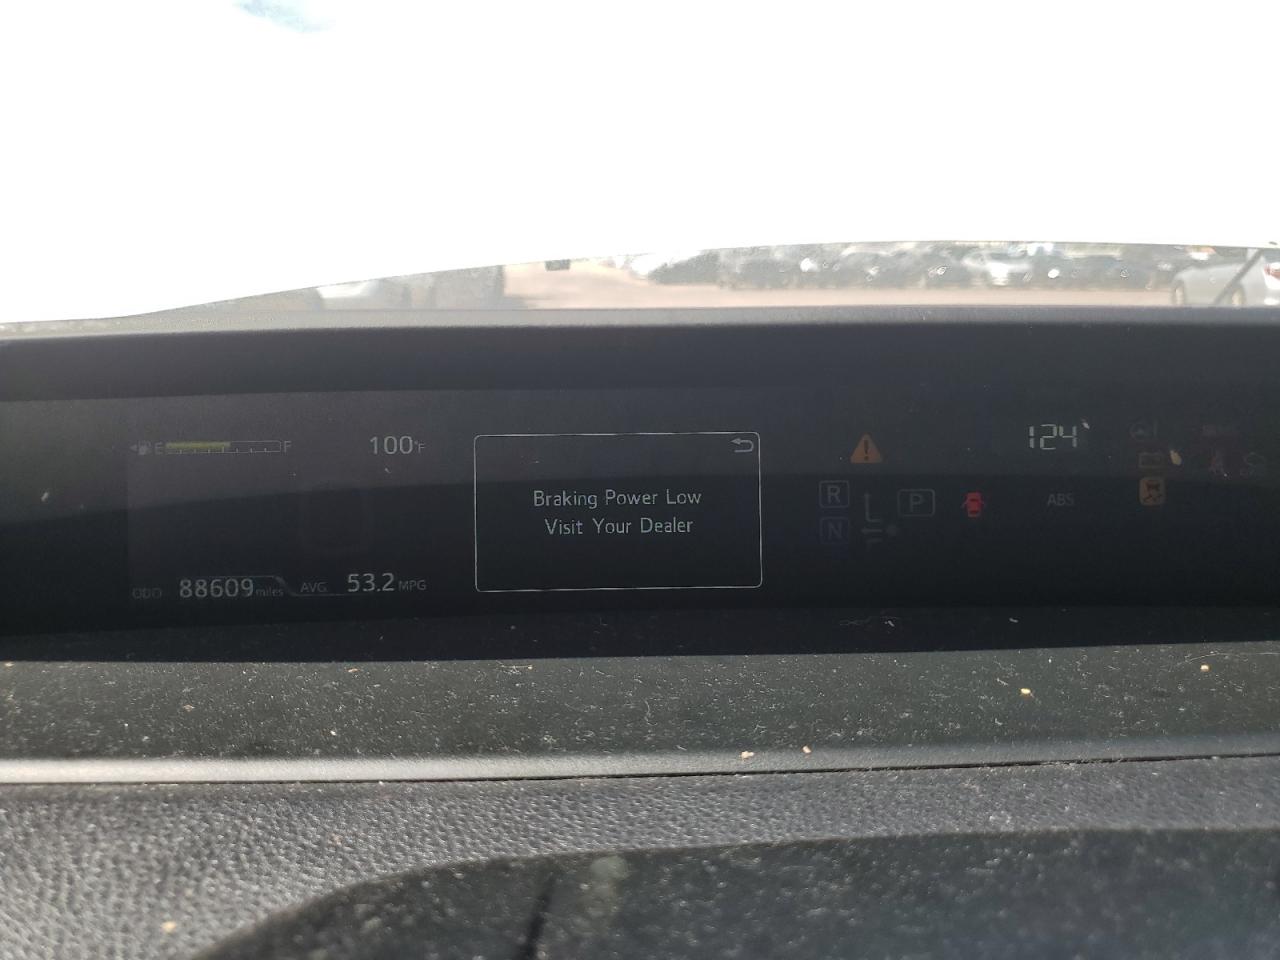 E F
100°F
124
Braking Power Low
Visit Your Dealer
R
P
N
ABS
ODO 88609 miles
AVG 53.2 MPG